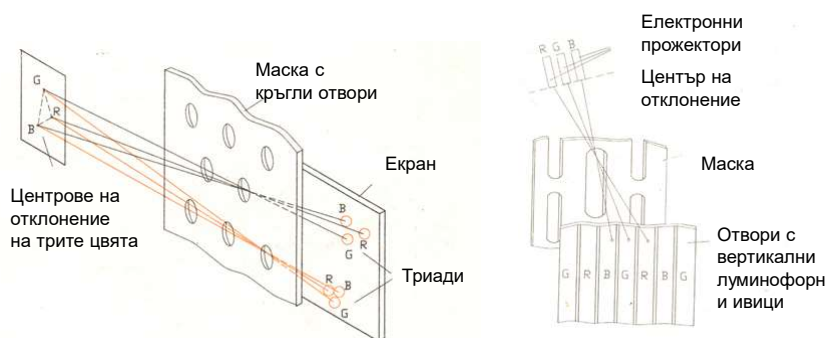 G
R
B
Центрове на
отклонение
на трите цвята
Маска с
кръгли отвори
Екран
B
R
G
Триади
R
B
G
Електронни
прожектори
R G B
Център на
отклонение
Маска
G R B G R B G
Отвори с
вертикални
луминофорн
и ивици